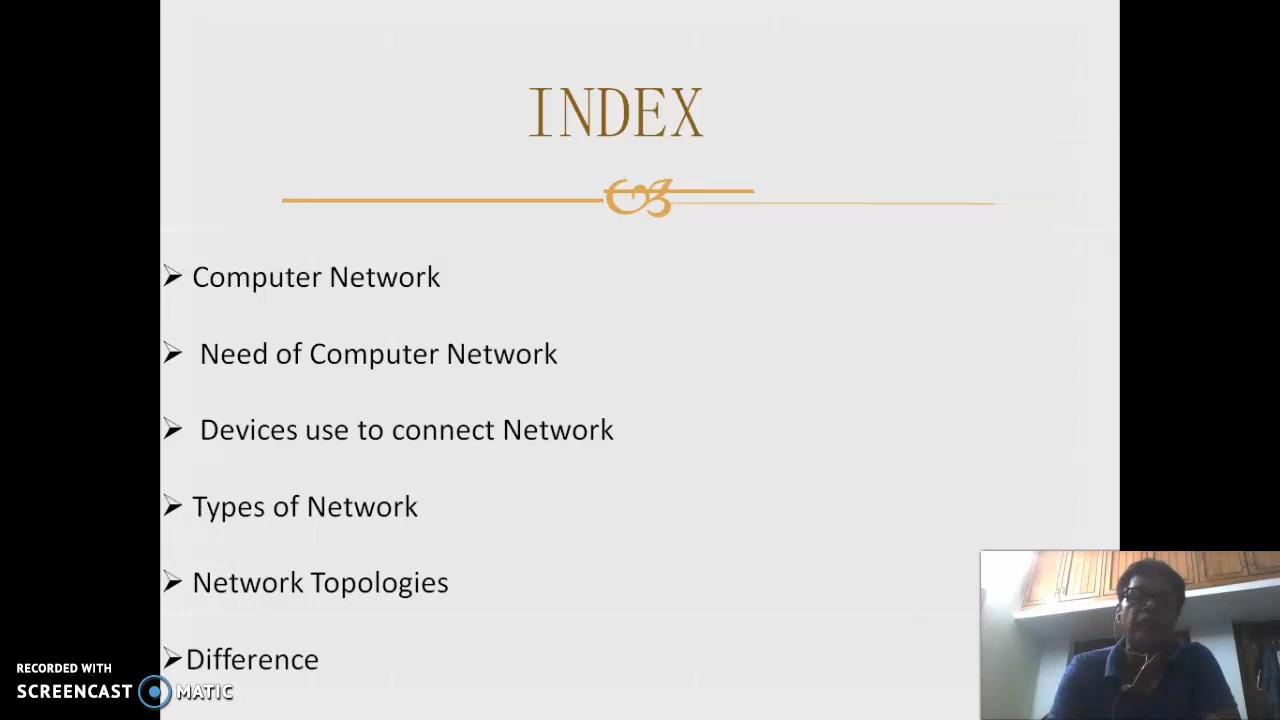 INDEX
Computer Network
Need of Computer Network
Devices use to connect Network
Types of Network
Network Topologies
Difference
RECORDED WITH
SCREENCAST MATIC